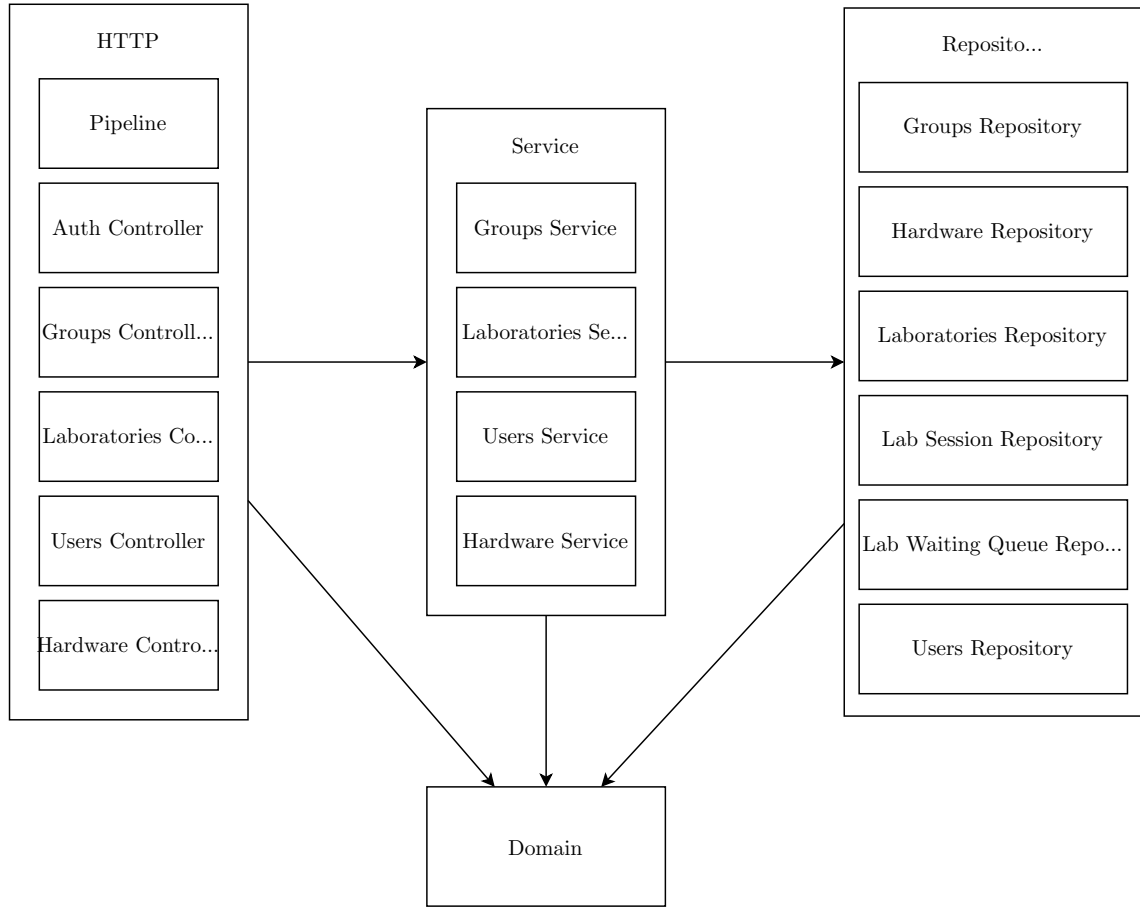 HTTP
Pipeline
Auth Controller
Groups Controll...
Laboratories Co...
Users Controller
Hardware Contro...
Service
Groups Service
Laboratories Se...
Users Service
Hardware Service
Reposito...
Groups Repository
Hardware Repository
Laboratories Repository
Lab Session Repository
Lab Waiting Queue Repo...
Users Repository
Domain